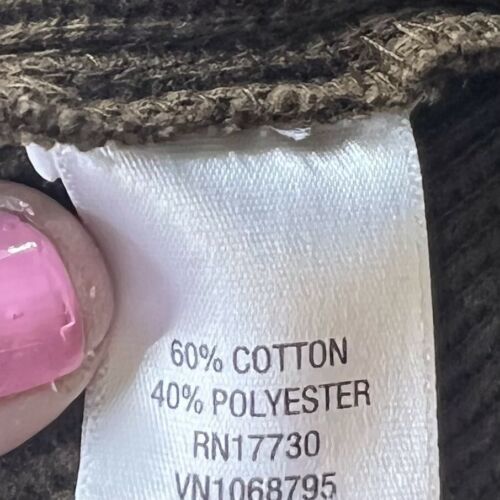 60% COTTON
40% POLYESTER
RN17730
VN1068795